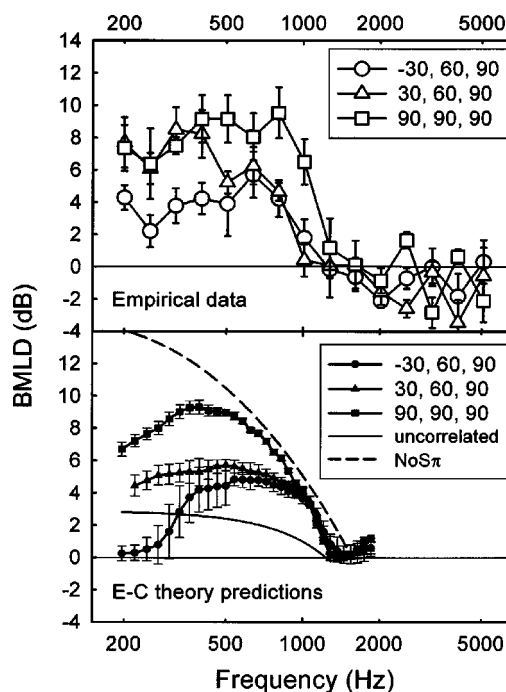 200 500 1000 2000 5000
14
12
10
8
6
4
2
0
-2
-4
-30, 60, 90
30, 60, 90
90, 90, 90
Empirical data
BMLD (dB)
12
10
8
6
4
2
0
-2
-4
-30, 60, 90
30, 60, 90
90, 90, 90
uncorrelated
NoSπ
E-C theory predictions
200 500 1000 2000 5000
Frequency (Hz)